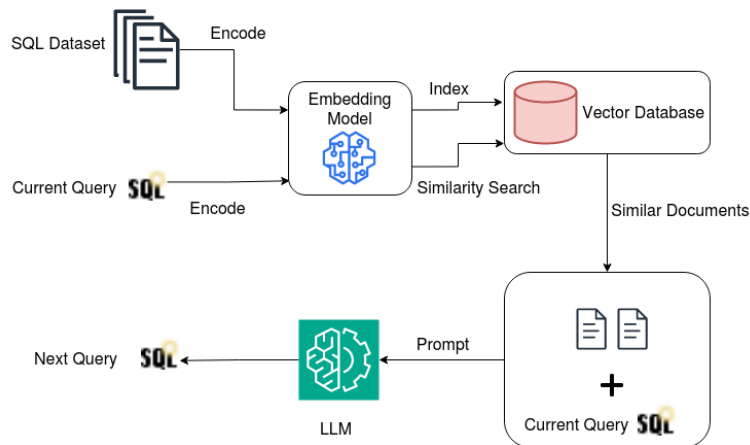 SQL Dataset
Encode
Embedding
Model
Index
Vector Database
Current Query SQL
Encode
Similarity Search
Similar Documents
Next Query SQL
LLM
Prompt
+
Current Query SQL